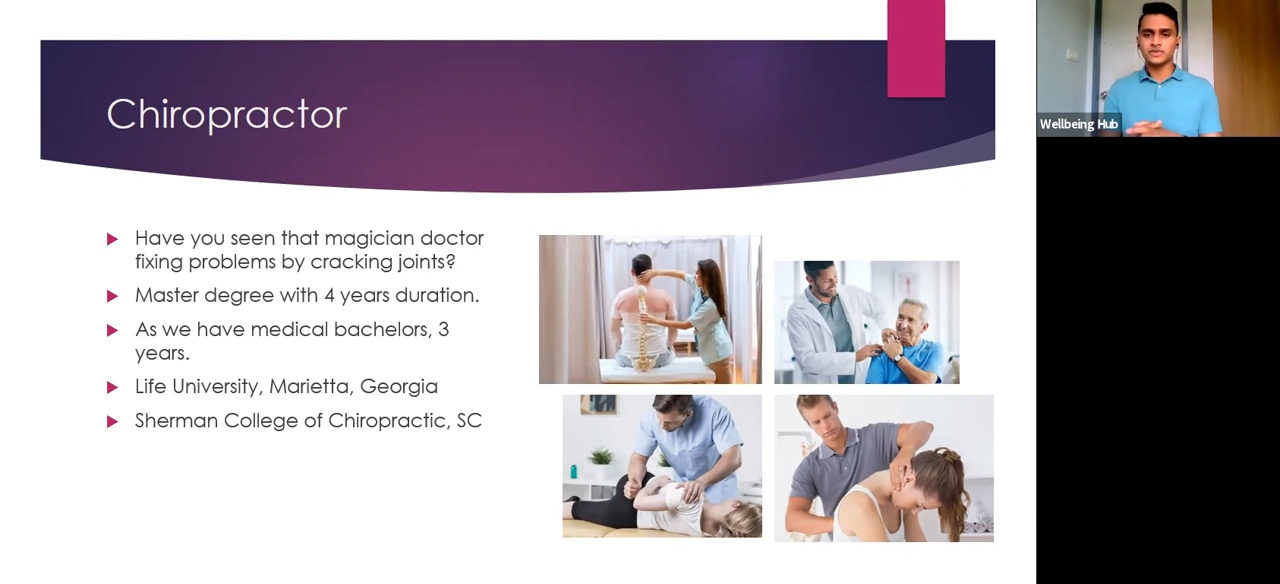 Chiropractor
Have you seen that magician doctor
fixing problems by cracking joints?
Master degree with 4 years duration.
As we have medical bachelors, 3
years.
Life University, Marietta, Georgia
Sherman College of Chiropractic, SC
Wellbeing Hub